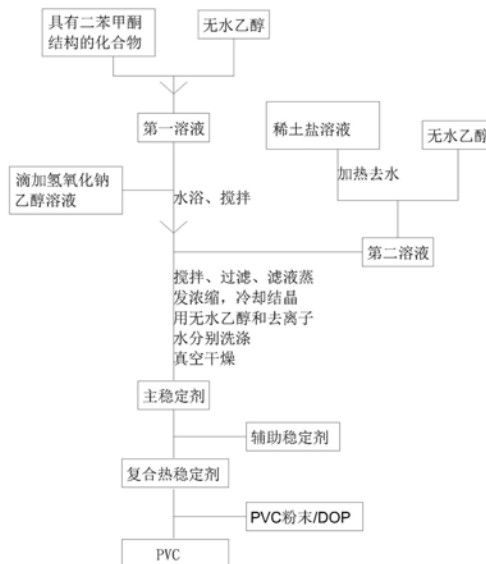 具有二苯甲酮
结构的化合物
无水乙醇
第一溶液
稀土盐溶液
无水乙醇
滴加氢氧化钠
乙醇溶液
水浴、搅拌
加热去水
第二溶液
搅拌、过滤、滤液蒸
发浓缩，冷却结晶
用无水乙醇和去离子
水分别洗涤
真空干燥
主稳定剂
辅助稳定剂
复合热稳定剂
PVC粉末/DOP
PVC